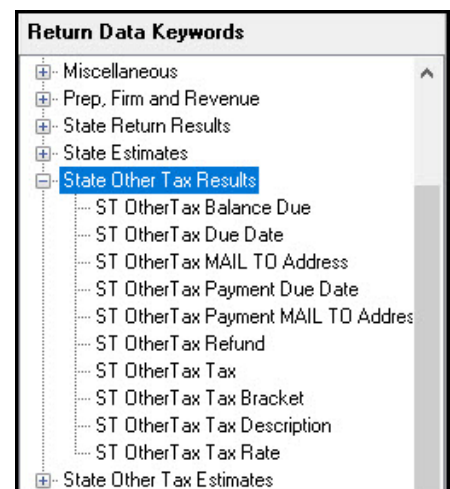 Return Data Keywords
Miscellaneous
Prep, Firm and Revenue
State Return Results
State Estimates
State Other Tax Results
ST OtherTax Balance Due
ST OtherTax Due Date
ST OtherTax MAIL TO Address
ST OtherTax Payment Due Date
ST OtherTax Payment MAIL TO Addres
ST OtherTax Refund
ST OtherTax Tax
ST OtherTax Tax Bracket
ST OtherTax Tax Description
ST OtherTax Tax Rate
State Other Tax Estimates